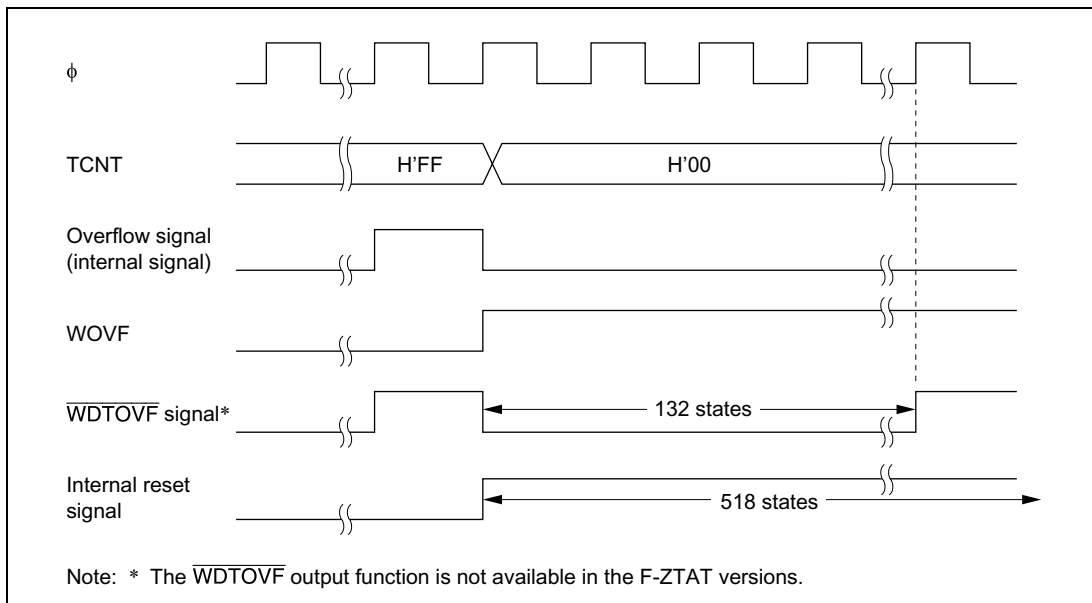 ϕ
TCNT
H'FF
H'00
Overflow signal
(internal signal)
WOVF
WDTOVF signal*
132 states
Internal reset
signal
518 states
Note: * The WDTOVF output function is not available in the F-ZTAT versions.